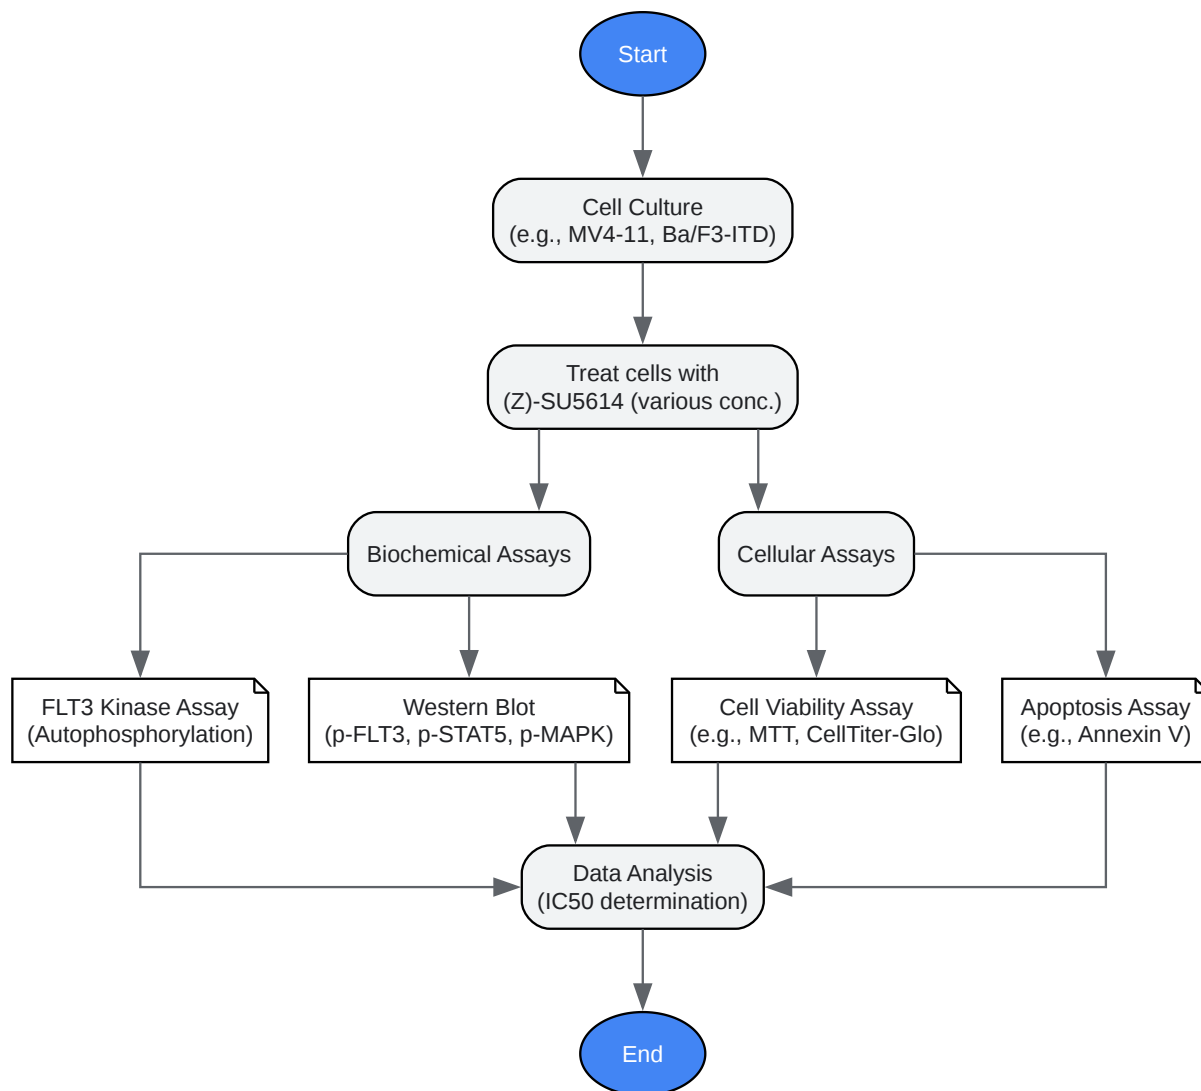 Start
Cell Culture
(e.g., MV4-11, Ba/F3-ITD)
Treat cells with
(Z)-SU5614 (various conc.)
Biochemical Assays
Cellular Assays
FLT3 Kinase Assay
(Autophosphorylation)
Western Blot
(p-FLT3, p-STAT5, p-MAPK)
Cell Viability Assay
(e.g., MTT, CellTiter-Glo)
Apoptosis Assay
(e.g., Annexin V)
Data Analysis
(IC50 determination)
End